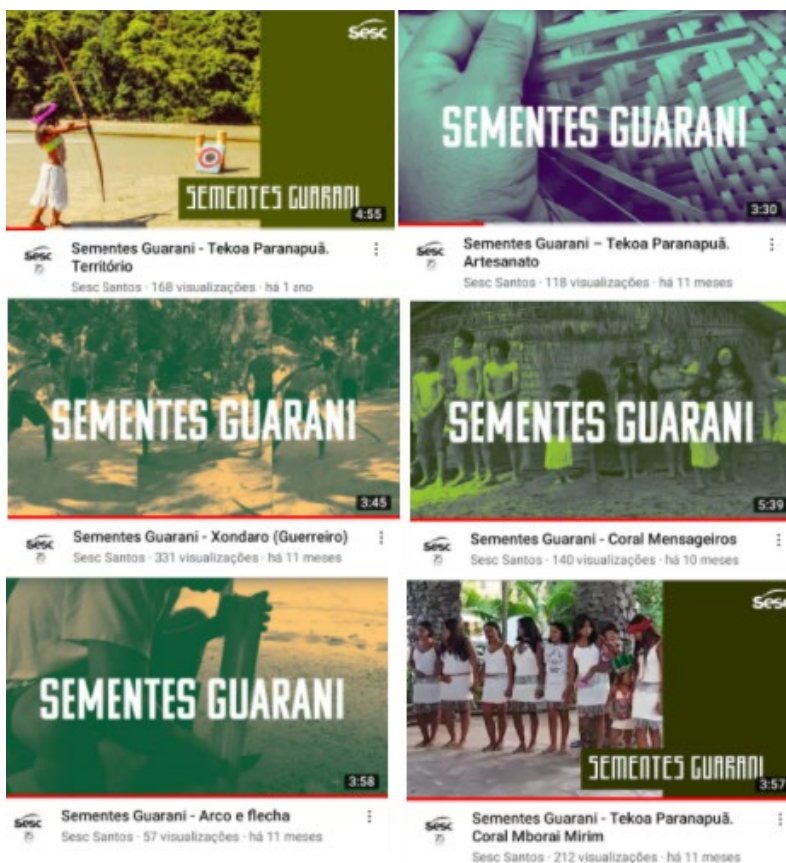 Sesc
SEMENTES GUARANI
4:55
Sesc
Sementes Guarani - Tekoa Paranapuã.
Território
Sesc Santos · 168 visualizações · há 1 ano
SEMENTES GUARANI
3:30
Sesc
Sementes Guarani – Tekoa Paranapuã.
Artesanato
Sesc Santos · 118 visualizações · há 11 meses
SEMENTES GUARANI
3:45
Sesc
Sementes Guarani - Xondaro (Guerreiro)
Sesc Santos · 331 visualizações · há 11 meses
SEMENTES GUARANI
5:39
Sesc
Sementes Guarani - Coral Mensageiros
Sesc Santos · 140 visualizações · há 10 meses
SEMENTES GUARANI
3:58
Sesc
Sementes Guarani - Arco e flecha
Sesc Santos · 57 visualizações · há 11 meses
Sesc
SEMENTES GUARANI
3:57
Sesc
Sementes Guarani - Tekoa Paranapuã.
Coral Mborai Mirim
Sesc Santos · 212 visualizações · há 11 meses